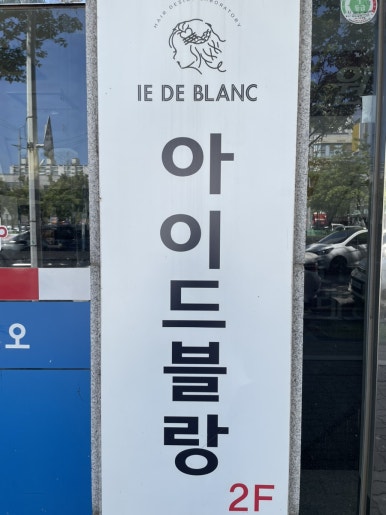 HAIR DESIGN LABORATORY
IE DE BLANC
아이드블랑
2F
오